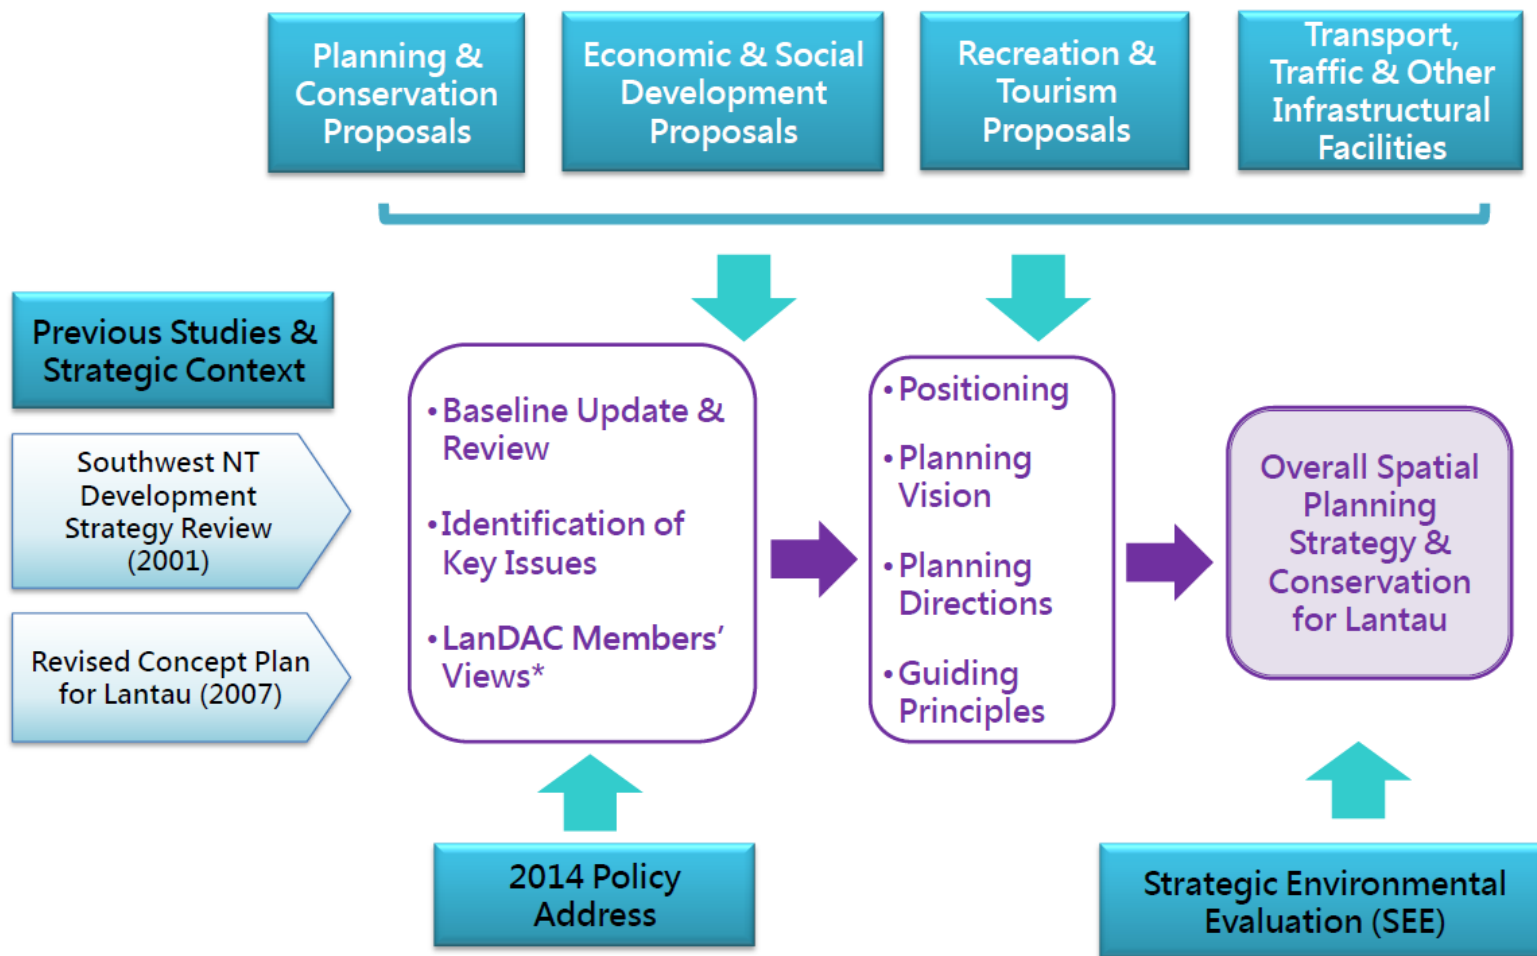 Planning &
Conservation
Proposals
Economic & Social
Development
Proposals
Recreation &
Tourism
Proposals
Transport,
Traffic & Other
Infrastructural
Facilities
Previous Studies &
Strategic Context
Southwest NT
Development
Strategy Review
(2001)
Revised Concept Plan
for Lantau (2007)
•Baseline Update &
Review
•Identification of
Key Issues
•LanDAC Members’
Views*
•Positioning
•Planning
Vision
•Planning
Directions
•Guiding
Principles
Overall Spatial
Planning
Strategy &
Conservation
for Lantau
2014 Policy
Address
Strategic Environmental
Evaluation (SEE)